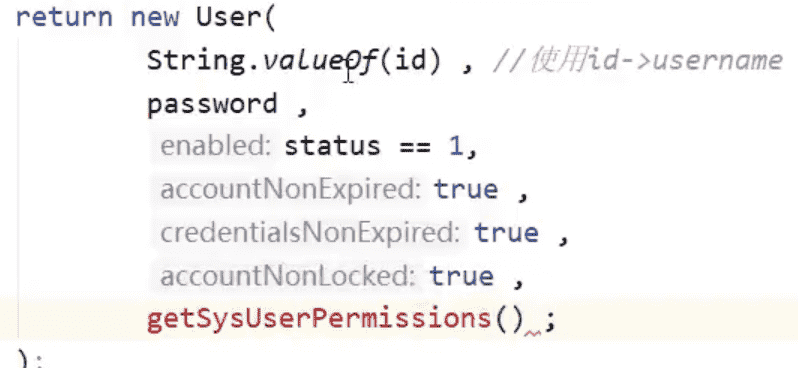 return new User(
String.valueOf(id) , //使用id->username
password ,
enabled: status == 1,
accountNonExpired: true ,
credentialsNonExpired: true ,
accountNonLocked: true ,
getSysUserPermissions() ;
);